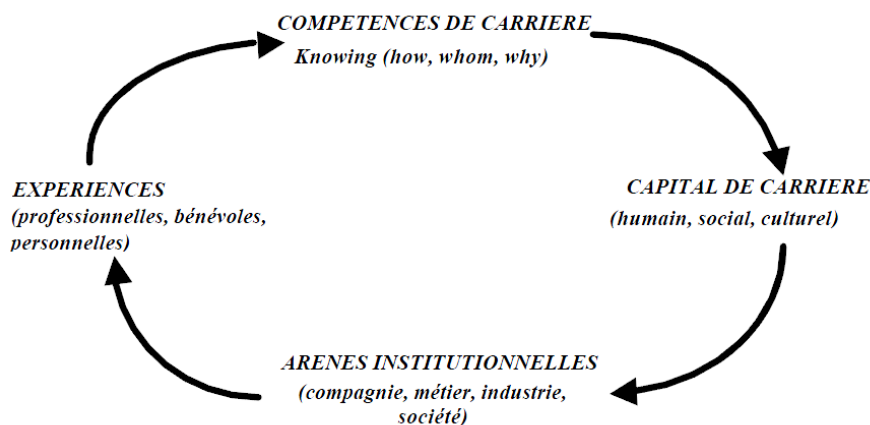 COMPETENCES DE CARRIERE
Knowing (how, whom, why)
EXPERIENCES
(professionnelles, bénévoles,
personnelles)
CAPITAL DE CARRIERE
(humain, social, culturel)
ARENES INSTITUTIONNELLES
(compagnie, métier, industrie,
société)